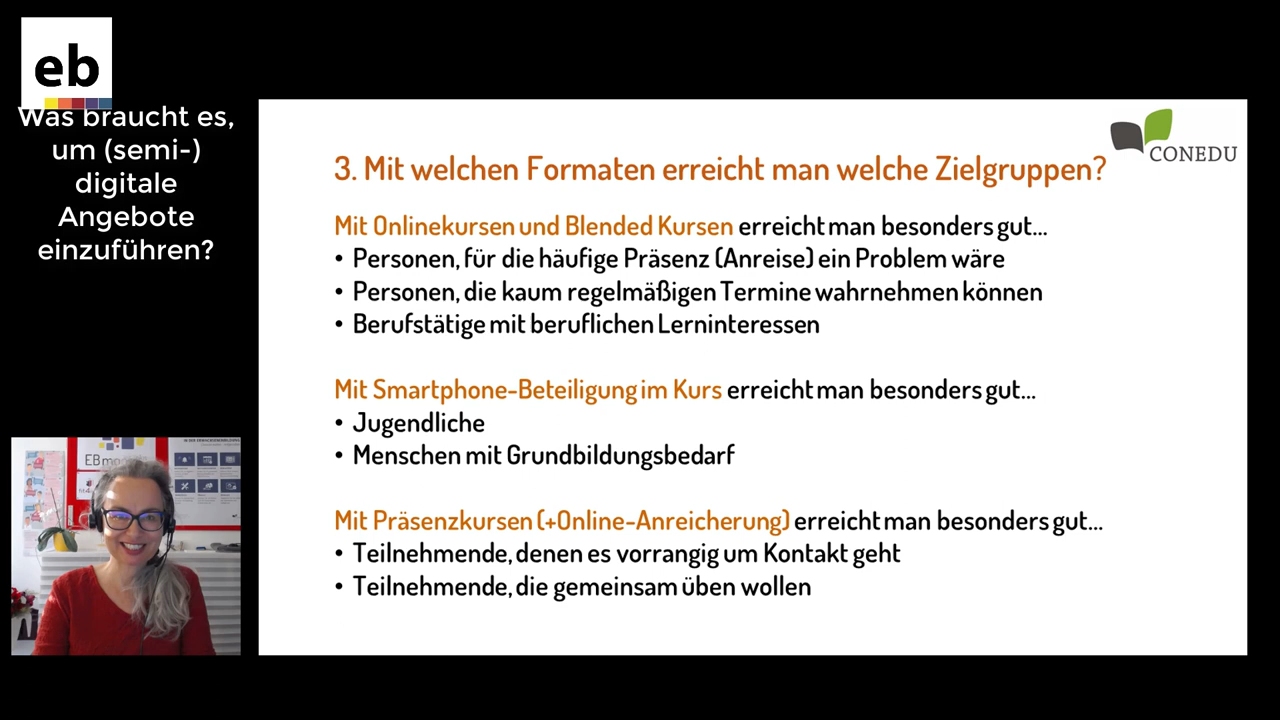 eb
Was braucht es,
um (semi-)
digitale
Angebote
einzuführen?
CONEDU
3. Mit welchen Formaten erreicht man welche Zielgruppen?
Mit Onlinekursen und Blended Kursen erreicht man besonders gut...
• Personen, für die häufige Präsenz (Anreise) ein Problem wäre
• Personen, die kaum regelmäßigen Termine wahrnehmen können
• Berufstätige mit beruflichen Lerninteressen
Mit Smartphone-Beteiligung im Kurs erreicht man besonders gut...
• Jugendliche
• Menschen mit Grundbildungsbedarf
Mit Präsenzkursen (+Online-Anreicherung) erreicht man besonders gut...
• Teilnehmende, denen es vorrangig um Kontakt geht
• Teilnehmende, die gemeinsam üben wollen